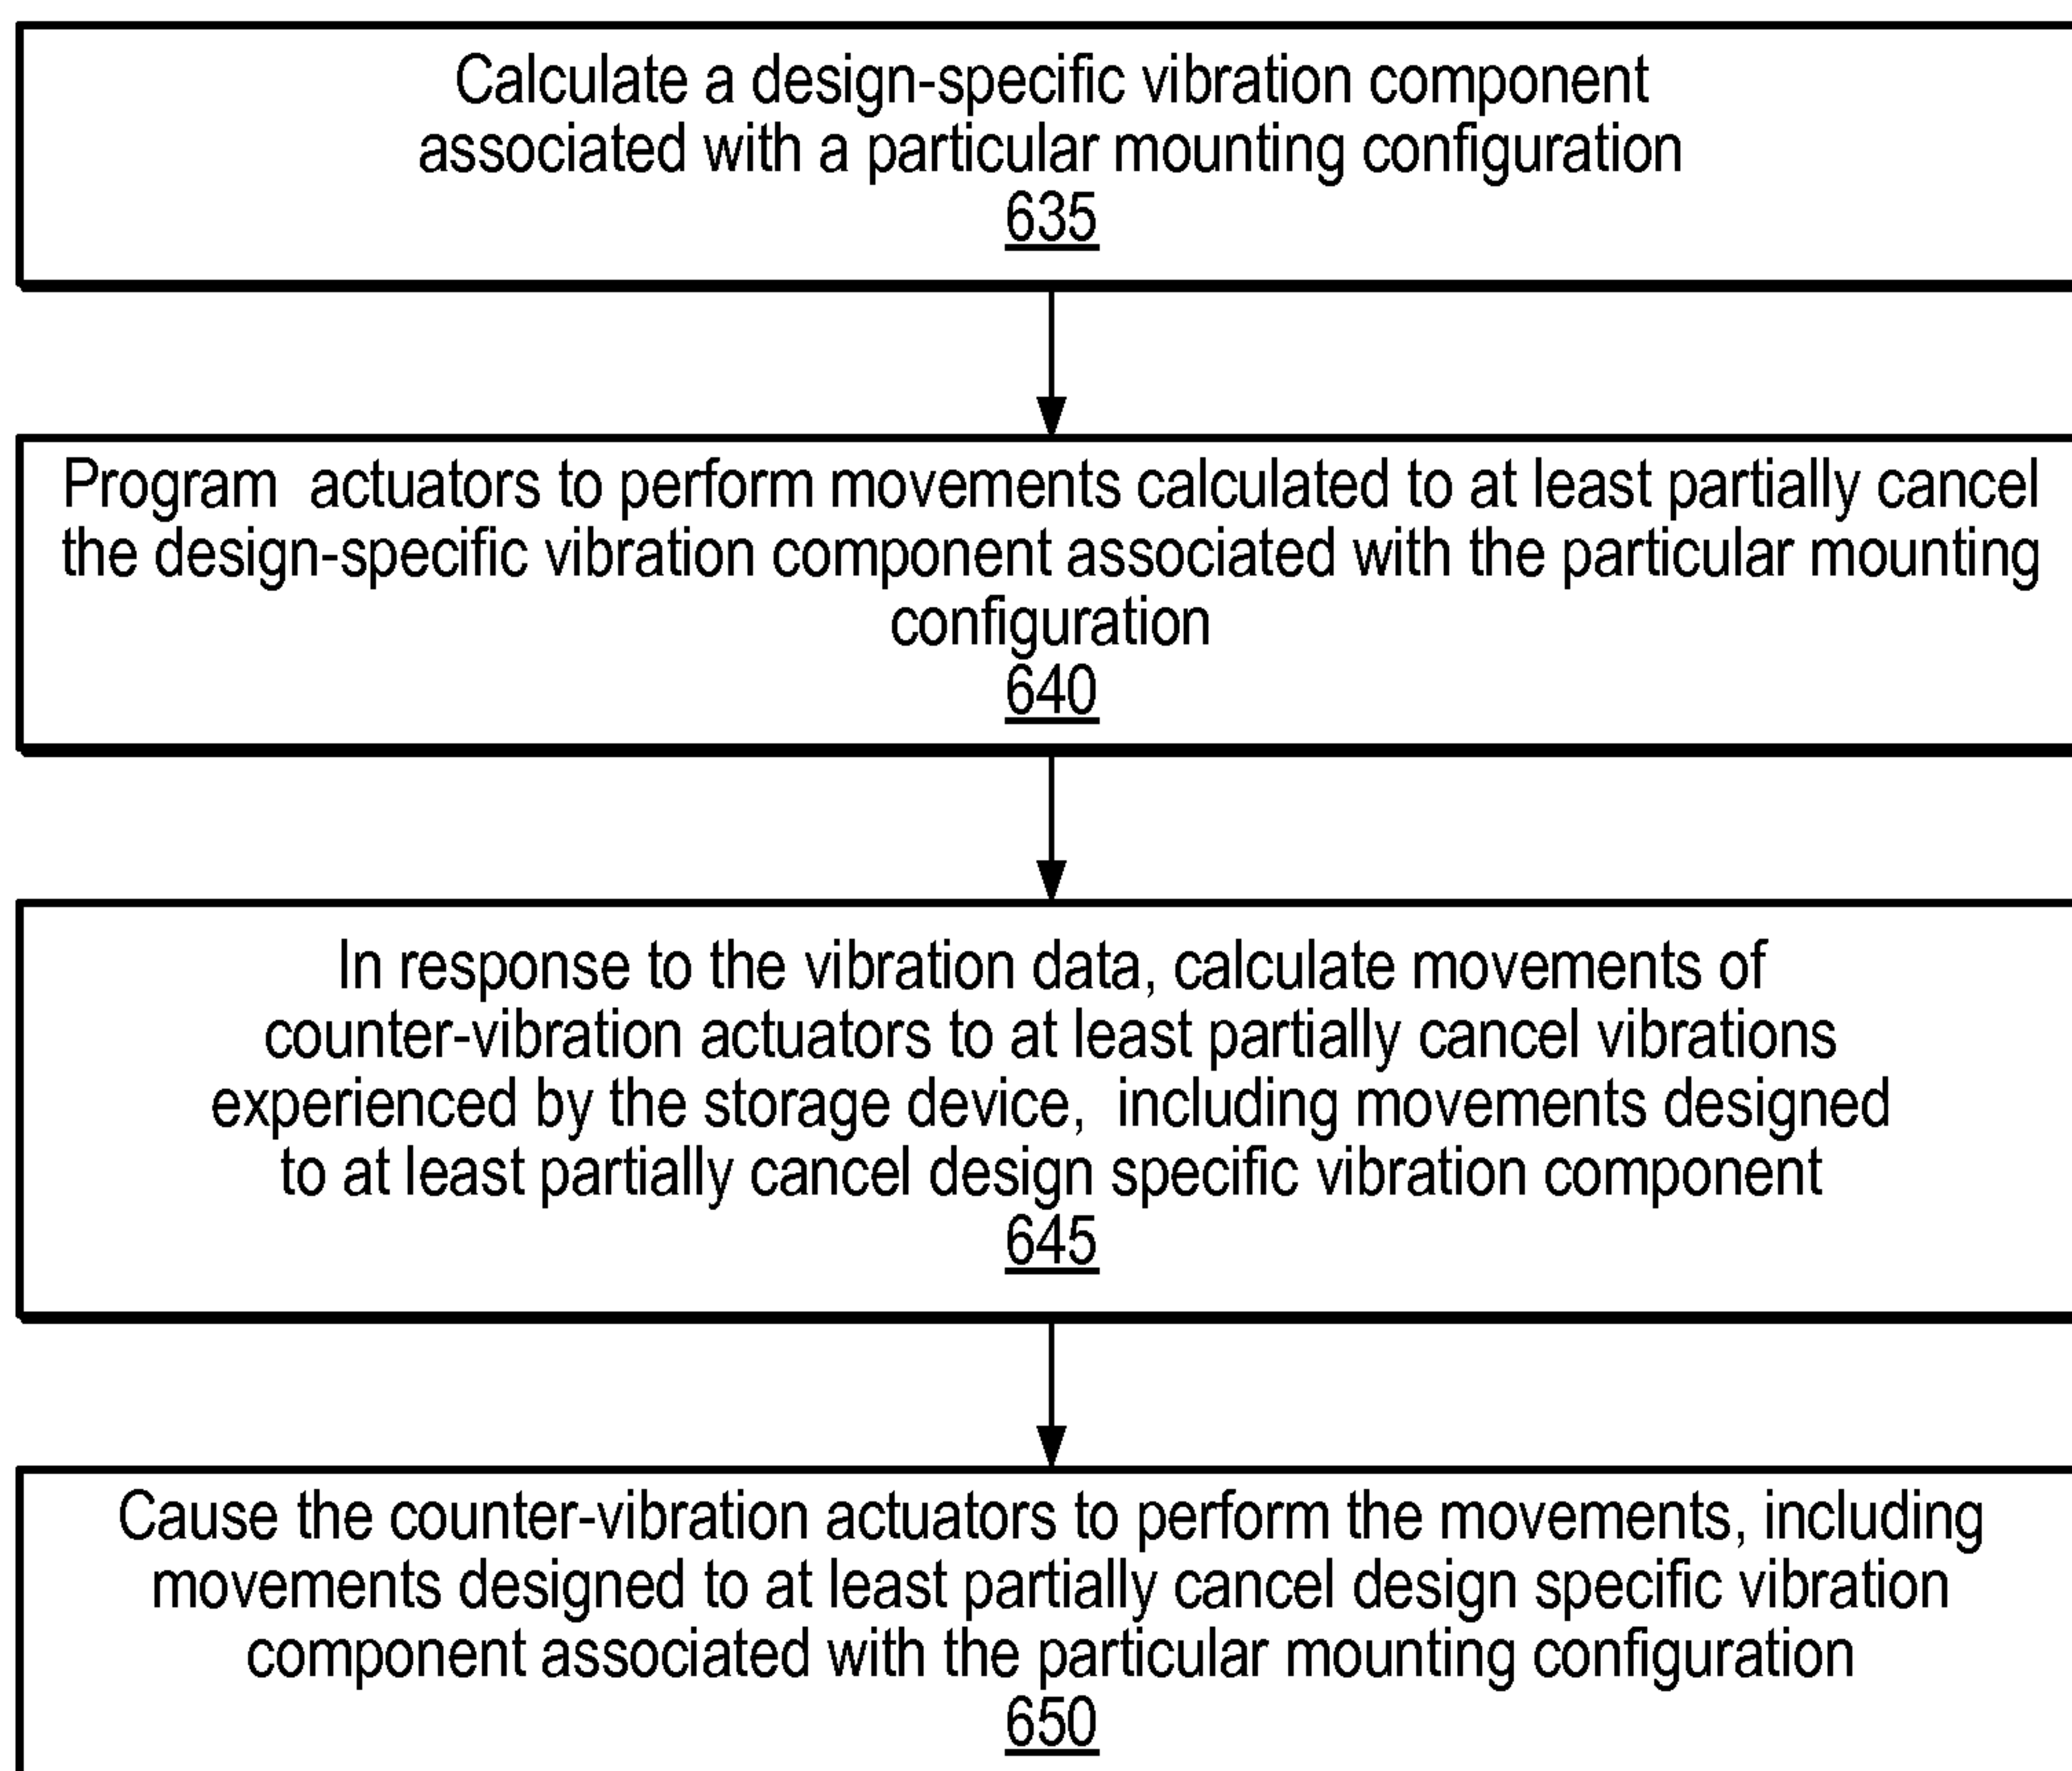 Calculate a design-specific vibration component
associated with a particular mounting configuration
635
Program actuators to perform movements calculated to at least partially cancel
the design-specific vibration component associated with the particular mounting
configuration
640
In response to the vibration data, calculate movements of
counter-vibration actuators to at least partially cancel vibrations
experienced by the storage device, including movements designed
to at least partially cancel design specific vibration component
645
Cause the counter-vibration actuators to perform the movements, including
movements designed to at least partially cancel design specific vibration
component associated with the particular mounting configuration
650